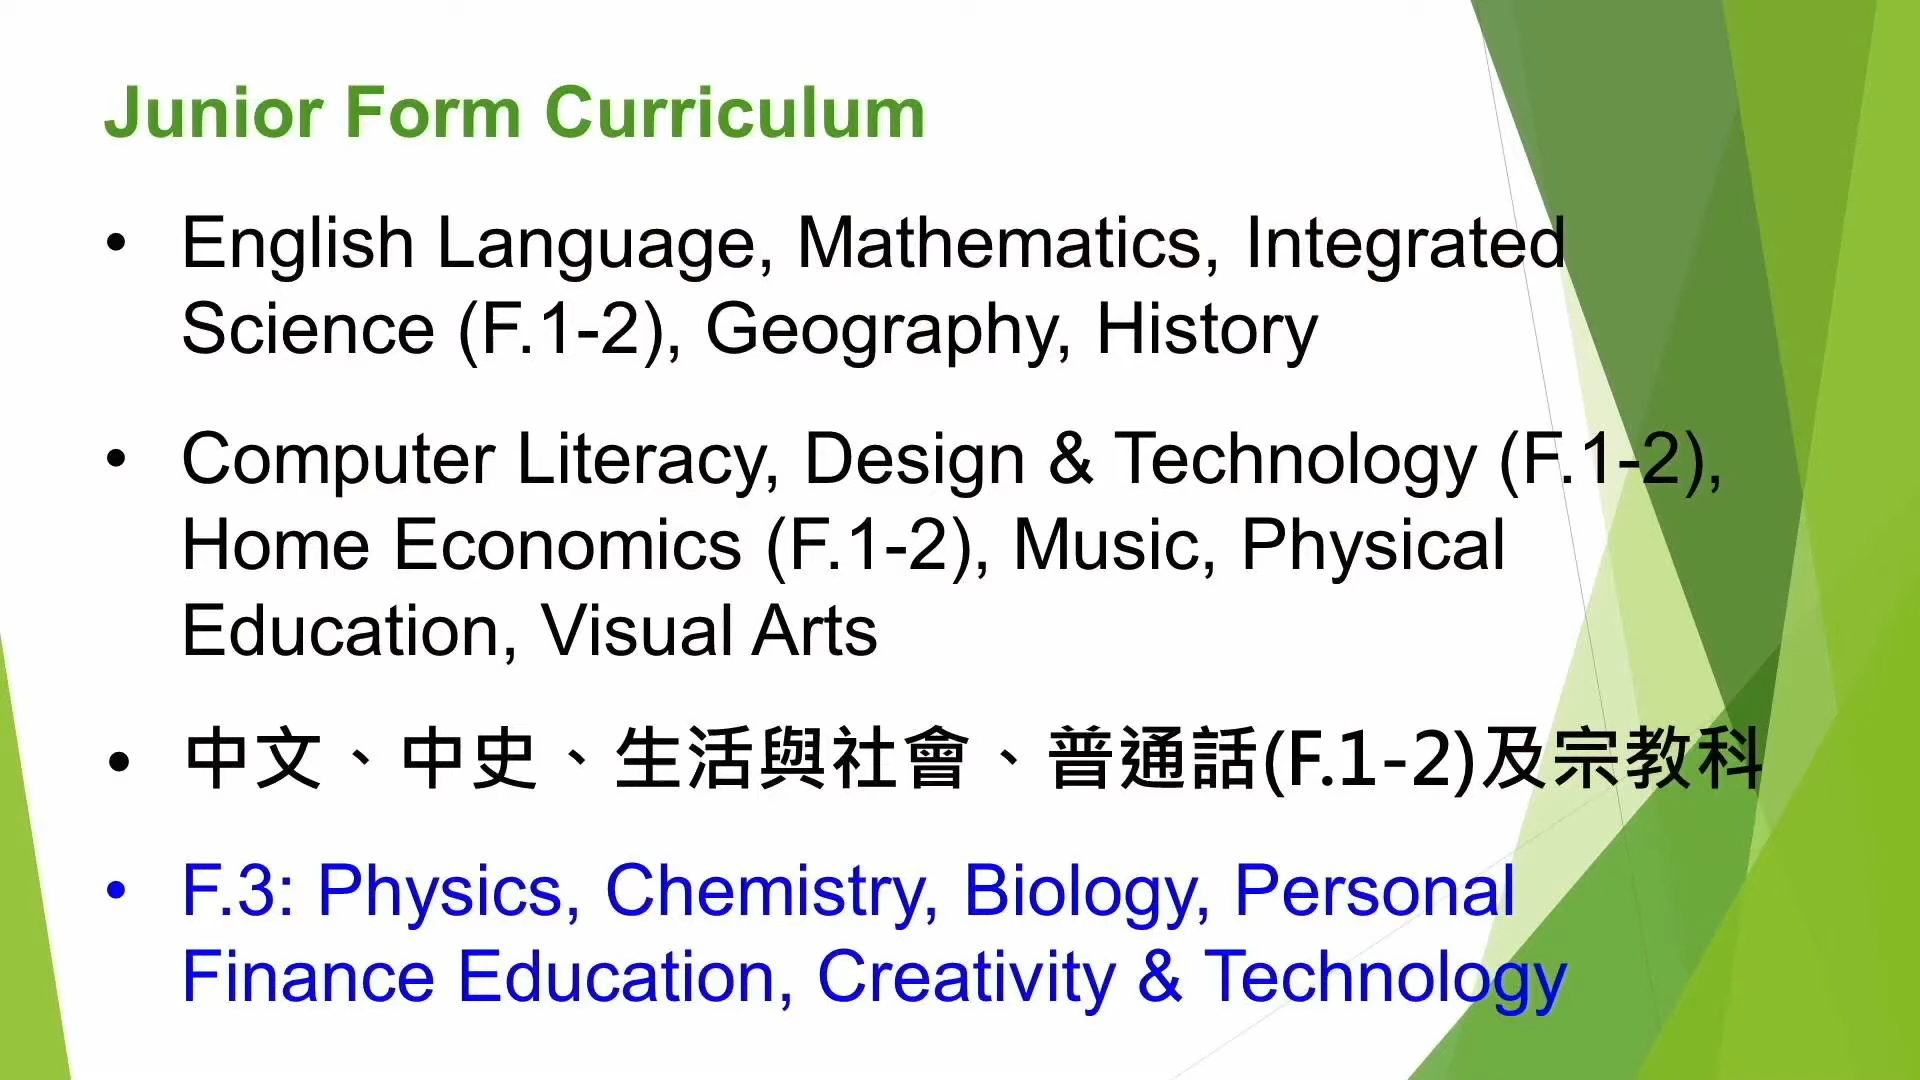 Junior Form Curriculum
• English Language, Mathematics, Integrated
Science (F.1-2), Geography, History
• Computer Literacy, Design & Technology (F.1-2),
Home Economics (F.1-2), Music, Physical
Education, Visual Arts
• 中文、中史、生活與社會、普通話(F.1-2)及宗教科
• F.3: Physics, Chemistry, Biology, Personal
Finance Education, Creativity & Technology